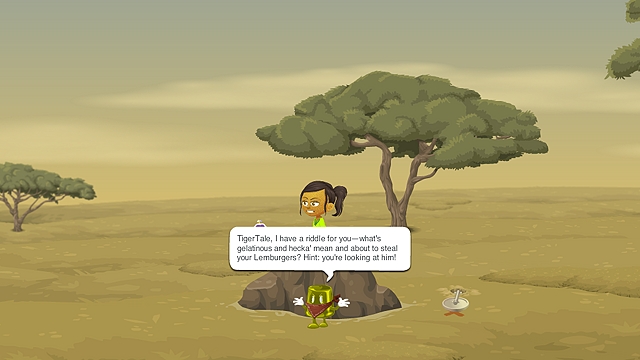 TigerTale, I have a riddle for you—what's
gelatinous and hecka' mean and about to steal
your Lemburgers? Hint: you're looking at him!